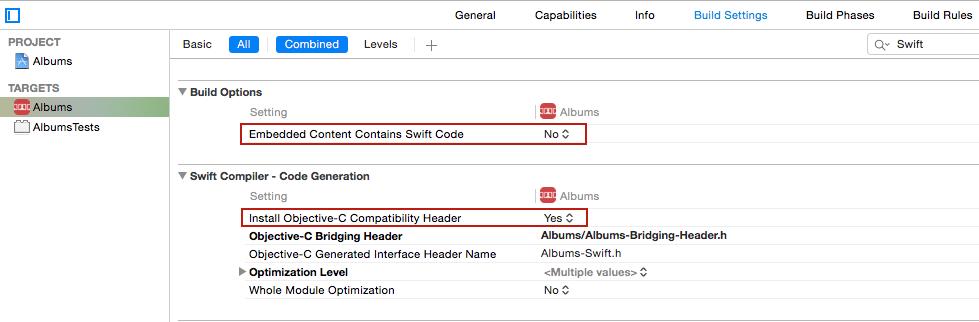 General Capabilities Info Build Settings Build Phases Build Rules
PROJECT
Albums
TARGETS
Albums
AlbumsTests
Basic All Combined Levels + Swift
Build Options
Setting Albums
Embedded Content Contains Swift Code No
Swift Compiler - Code Generation
Setting Albums
Install Objective-C Compatibility Header Yes
Objective-C Bridging Header Albums/Albums-Bridging-Header.h
Objective-C Generated Interface Header Name Albums-Swift.h
Optimization Level <Multiple values>
Whole Module Optimization No